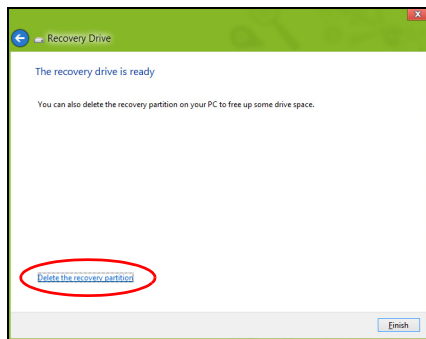 Recovery Drive
The recovery drive is ready
You can also delete the recovery partition on your PC to free up some drive space.
Delete the recovery partition
Finish